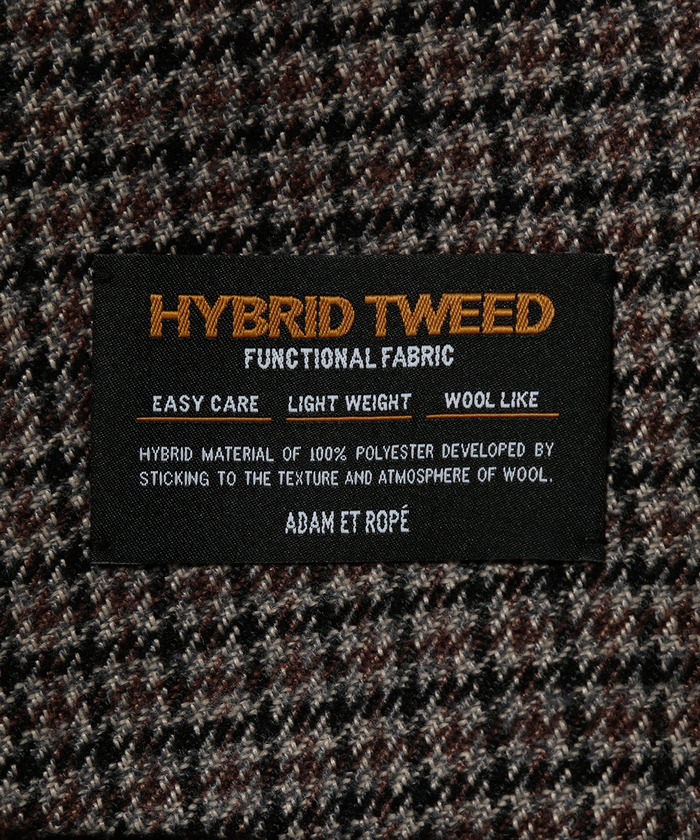 HYBRID TWEED
FUNCTIONAL FABRIC
EASY CARE LIGHT WEIGHT WOOL LIKE
HYBRID MATERIAL OF 100% POLYESTER DEVELOPED BY
STICKING TO THE TEXTURE AND ATMOSPHERE OF WOOL.
ADAM ET ROPÉ